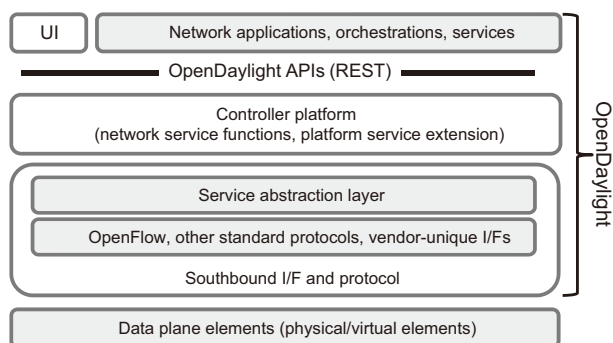 UI
Network applications, orchestrations, services
OpenDaylight APIs (REST)
Controller platform
(network service functions, platform service extension)
Service abstraction layer
OpenFlow, other standard protocols, vendor-unique I/Fs
Southbound I/F and protocol
Data plane elements (physical/virtual elements)
OpenDaylight